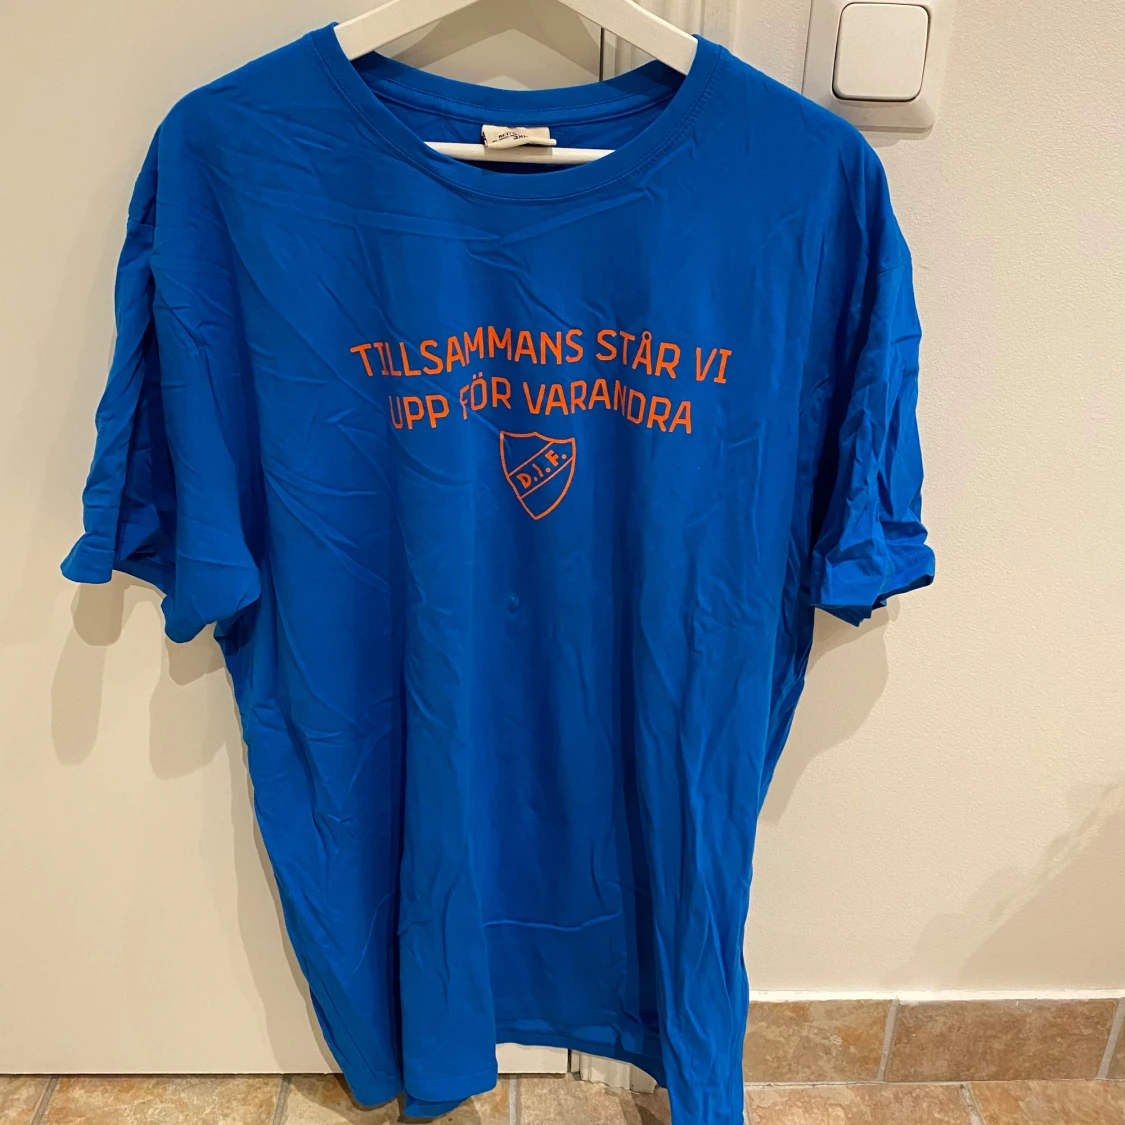 TILLSAMMANS STÅR VI
UPP FÖR VARANDRA
D.I.F.